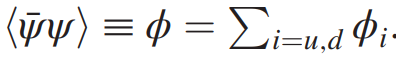 ⟨ψ̄ψ⟩ ≡ ϕ = ∑_{i=u,d} ϕ_i.